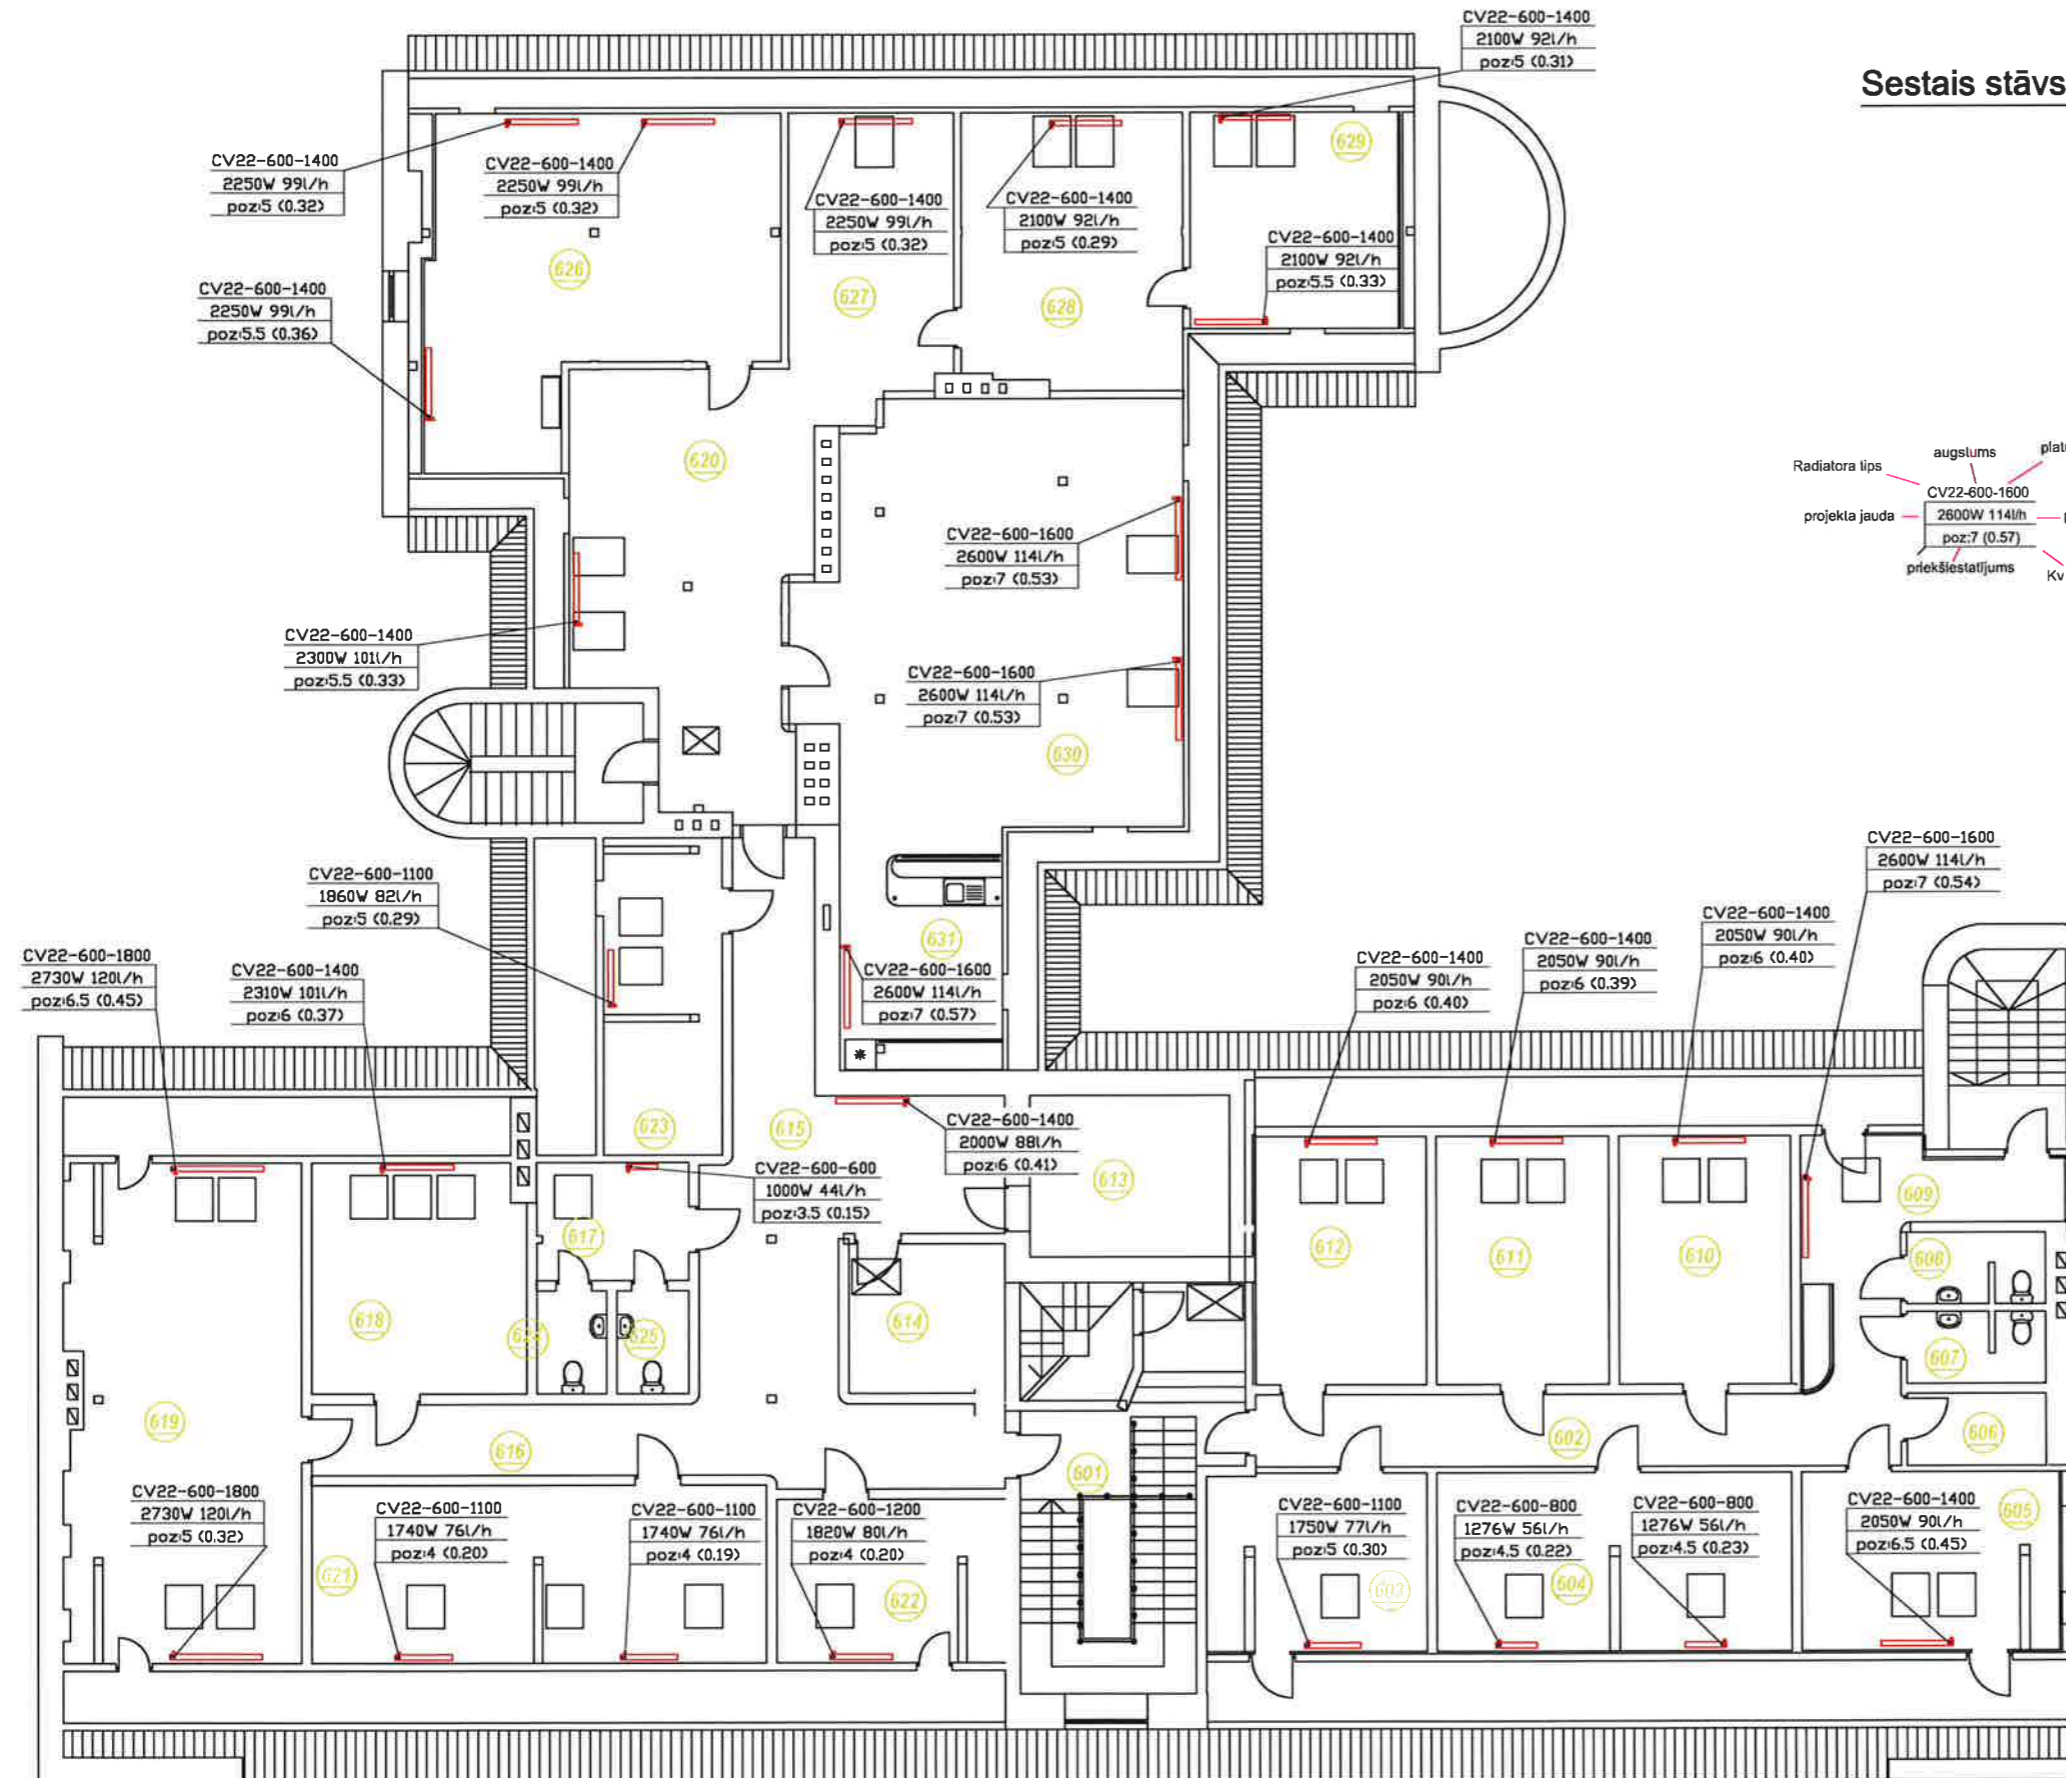 Sestais stāvs
CV22-600-1400
2100W 92l/h
poz:5 (0.31)
CV22-600-1400
2250W 99l/h
poz:5 (0.32)
CV22-600-1400
2250W 99l/h
poz:5 (0.32)
CV22-600-1400
2250W 99l/h
poz:5 (0.32)
CV22-600-1400
2100W 92l/h
poz:5 (0.29)
629
CV22-600-1400
2100W 92l/h
poz:5.5 (0.33)
626
627
628
CV22-600-1400
2250W 99l/h
poz:5.5 (0.36)
620
Radiatora tips
augstums
CV22-600-1600
projekta jauda
2600W 114l/h
poz:7 (0.57)
priekšiestatījums
CV22-600-1600
2600W 114l/h
poz:7 (0.53)
CV22-600-1400
2300W 101l/h
poz:5.5 (0.33)
CV22-600-1600
2600W 114l/h
poz:7 (0.53)
630
CV22-600-1600
2600W 114l/h
poz:7 (0.54)
CV22-600-1100
1860W 82l/h
poz:5 (0.29)
631
CV22-600-1400
2050W 90l/h
poz:6 (0.40)
CV22-600-1400
2050W 90l/h
poz:6 (0.39)
CV22-600-1400
2050W 90l/h
poz:6 (0.40)
CV22-600-1800
2730W 120l/h
poz:6.5 (0.45)
CV22-600-1400
2310W 101l/h
poz:6 (0.37)
CV22-600-1600
2600W 114l/h
poz:7 (0.57)
623
615
CV22-600-1400
2000W 88l/h
poz:6 (0.41)
CV22-600-600
1000W 44l/h
poz:3.5 (0.15)
613
609
617
612
611
610
608
618
624
625
614
607
619
616
601
602
606
CV22-600-1800
2730W 120l/h
poz:5 (0.32)
CV22-600-1100
1740W 76l/h
poz:4 (0.20)
CV22-600-1100
1740W 76l/h
poz:4 (0.19)
CV22-600-1200
1820W 80l/h
poz:4 (0.20)
CV22-600-1100
1750W 77l/h
poz:5 (0.30)
CV22-600-800
1276W 56l/h
poz:4.5 (0.22)
CV22-600-800
1276W 56l/h
poz:4.5 (0.23)
CV22-600-1400
2050W 90l/h
poz:6.5 (0.45)
605
621
622
603
604